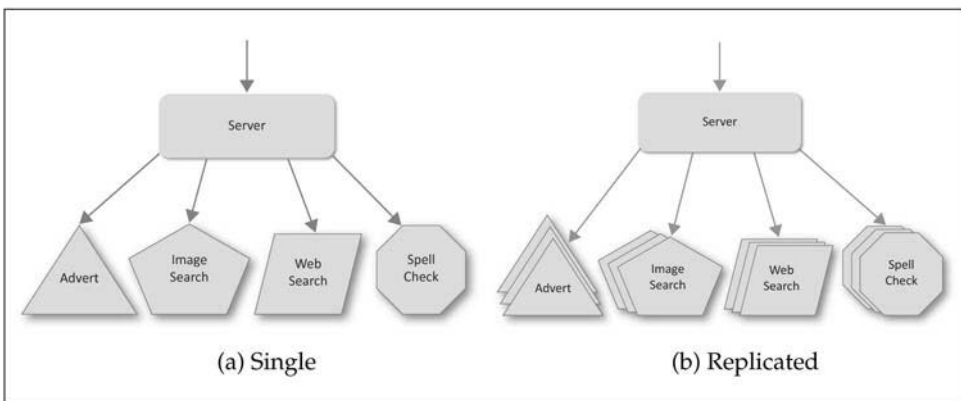 Server
Advert
Image
Search
Web
Search
Spell
Check
(a) Single
Server
Advert
Image
Search
Web
Search
Spell
Check
(b) Replicated